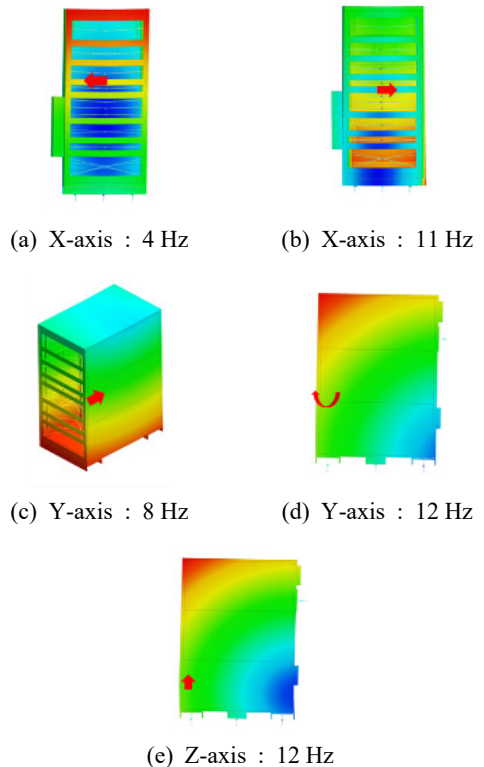 (a) X-axis : 4 Hz
(b) X-axis : 11 Hz
(c) Y-axis : 8 Hz
(d) Y-axis : 12 Hz
(e) Z-axis : 12 Hz